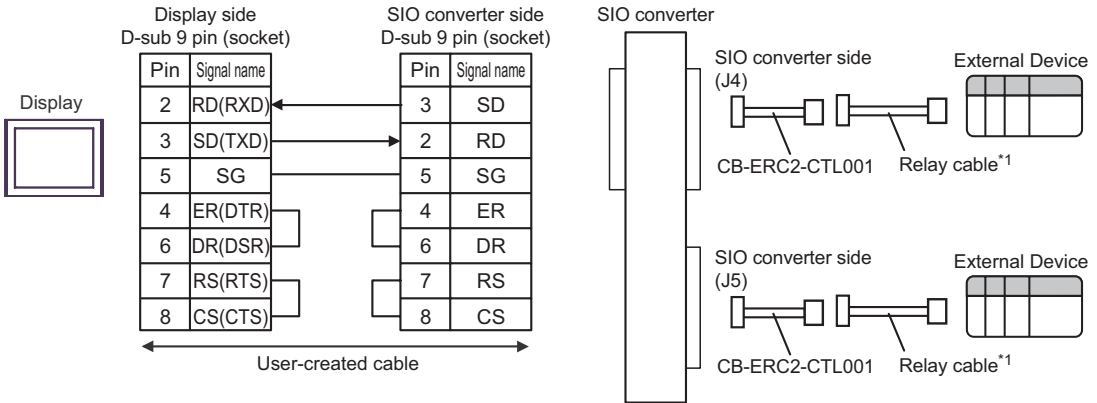 Display side
D-sub 9 pin (socket)
SIO converter side
D-sub 9 pin (socket)
SIO converter
Display
Pin Signal name
2 RD(RXD)
3 SD(TXD)
5 SG
4 ER(DTR)
6 DR(DSR)
7 RS(RTS)
8 CS(CTS)
Pin Signal name
3 SD
2 RD
5 SG
4 ER
6 DR
7 RS
8 CS
User-created cable
SIO converter side
(J4)
External Device
CB-ERC2-CTL001
Relay cable*1
SIO converter side
(J5)
External Device
CB-ERC2-CTL001
Relay cable*1